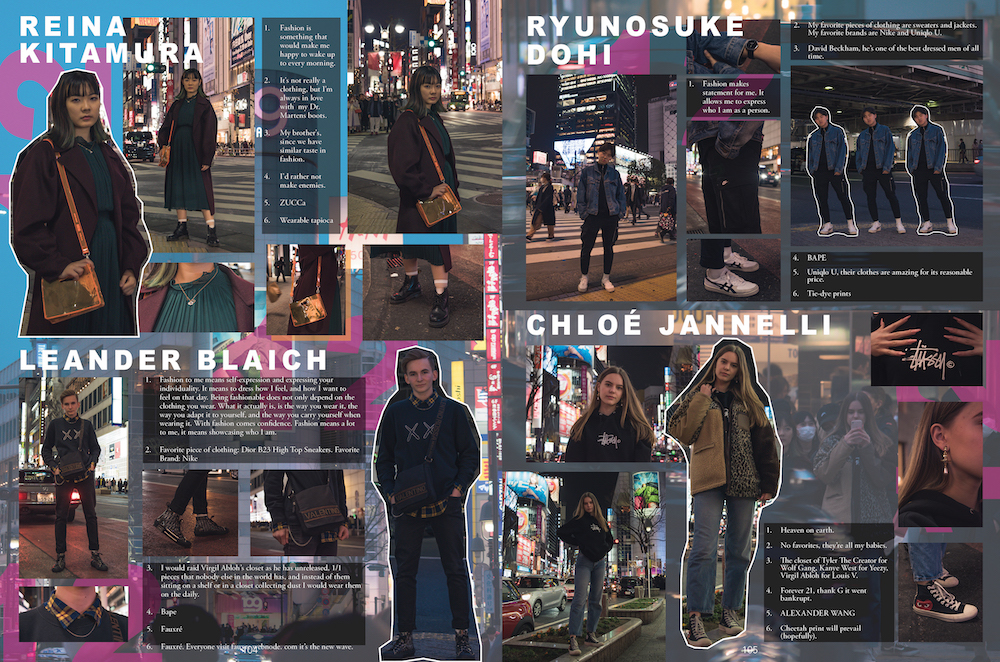 REINA
KITAMURA
1. Fashion is
something that
would make me
happy to wake up
to every morning.
2. It's not really a
clothing, but I'm
always in love
with my Dr.
Martens boots.
3. My brother's,
since we have
similar taste in
fashion.
4. I'd rather not
make enemies.
5. ZUCCa
6. Wearable tapioca
LEANDER BLAICH
1. Fashion to me means self-expression and expressing your
individuality. It means to dress how I feel, and how I want to
feel on that day. Being fashionable does not only depend on the
clothing you wear. What it actually is, is the way you wear it, the
way you adapt it to yourself, and the way you carry yourself when
wearing it. With fashion comes confidence. Fashion means a lot
to me, it means showcasing who I am.
2. Favorite piece of clothing: Dior B23 High Top Sneakers. Favorite
Brand: Nike
VALENTINO
3. I would raid Virgil Abloh's closet as he has unreleased, 1/1
pieces that nobody else in the world has, and instead of them
sitting on a shelf or in a closet collecting dust I would wear them
on the daily.
4. Bape
5. Fauxré
6. Fauxré. Everyone visit webnode. com it's the new wave.
104
RYUNOSUKE
DOHI
1. Fashion makes
statement for me. It
allows me to express
who I am as a person.
2. My favorite pieces of clothing are sweaters and jackets.
My favorite brands are Nike and Uniqlo U.
3. David Beckham, he's one of the best dressed men of all
time.
4. BAPE
5. Uniqlo U, their clothes are amazing for its reasonable
price.
6. Tie-dye prints
CHLOÉ JANNELLI
1. Heaven on earth.
2. No favorites, they're all my babies.
3. The closet of Tyler The Creator for
Wolf Gang, Kanye West for Yeezy,
Virgil Abloh for Louis V.
4. Forever 21, thank G it went
bankrupt.
5. ALEXANDER WANG
6. Cheetah print will prevail
(hopefully).
105